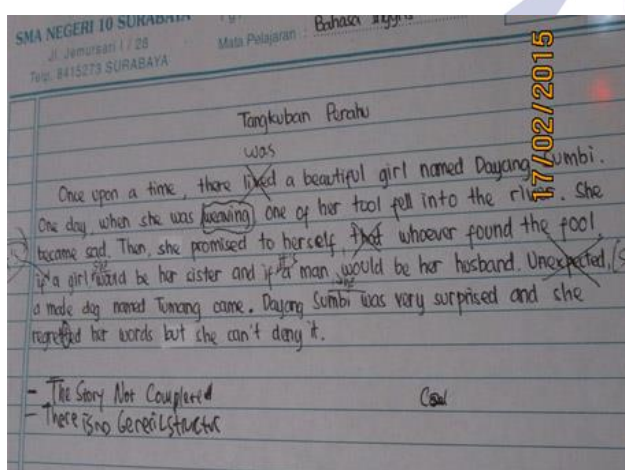 SMA NEGERI 10 SURABAYA
Jl. Jemursari I / 28
Telp. 8415273 SURABAYA
Mata Pelajaran : Bahasa Inggris
17/02/2015
Tangkuban Perahu
was
Once upon a time, there lived a beautiful girl named Dayang Sumbi.
One day, when she was weaving one of her tool fell into the river. She
became sad. Then, she promised to herself, that whoever found the tool,
if a girl would be her sister and if a man, would be her husband. Unexpected,
a male dog named Tumang came. Dayang Sumbi was very surprised and she
regretted her words but she can't deny it.
- The Story Not Completed
- There is no